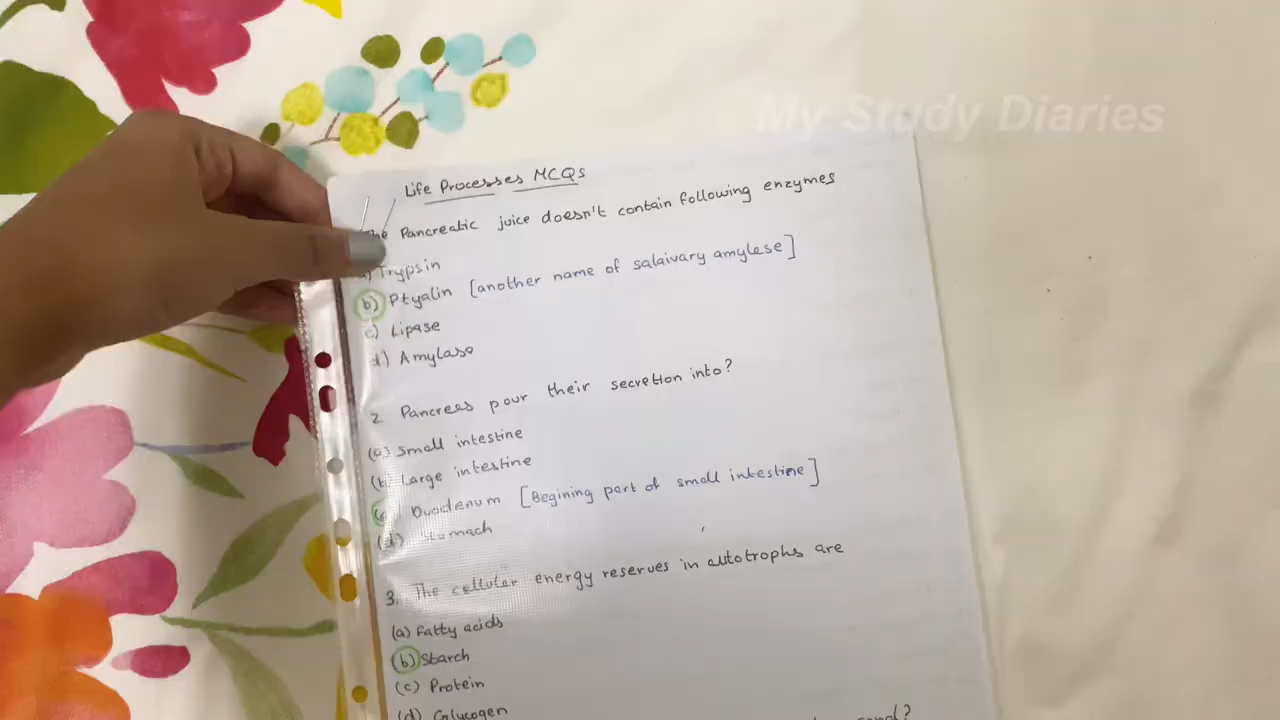 My Study Diaries
Life Processes MCQs
The Pancreatic juice doesn't contain following enzymes
a) Trypsin
b) Ptyalin [another name of salaivary amylese]
c) Lipase
d) Amylase
2. Pancreas pour their secretion into?
(a) Small intestine
(b) Large intestine
(c) Duodenum [Begining part of small intestine]
(d) Stomach
3. The cellular energy reserves in autotrophs are
(a) Fatty acids
(b) Starch
(c) Protein
(d) Glycogen